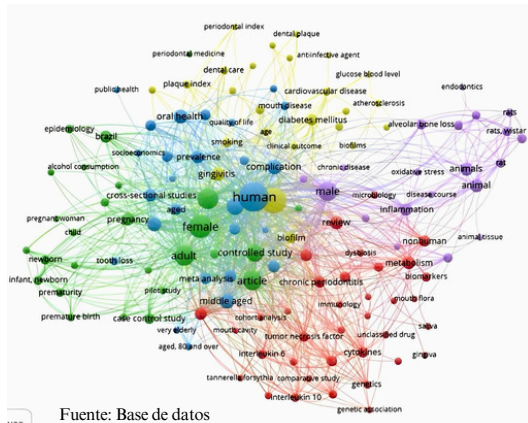 periodontal index
dental plaque
periodontal medicine
antiinfective agent
dental care
glucose blood level
public health
plaque index
cardiovascular disease
endodontics
mouth disease
atherosclerosis
oral health
quality of life
diabetes mellitus
rats
epidemiology
brazil
smoking
age
biofilms
alveolar bone loss
rats, wistar
socioeconomics
prevalence
clinical outcome
alcohol consumption
gingivitis
complication
chronic disease
oxidative stress
animals
rat
cross-sectional studies
human
male
microbiology
disease course
animal
aged
inflammation
pregnant woman
pregnancy
female
review
child
biofilm
animal tissue
nonhuman
newborn
tooth loss
adult
controlled study
dysbiosis
metabolism
infant, newborn
meta analysis
article
chronic periodontitis
biomarkers
prematurity
pilot study
middle aged
immunology
mouth flora
premature birth
case control study
cohort analysis
very elderly
mouth cavity
tumor necrosis factor
unclassified drug
saliva
aged, 80 and over
interleukin 6
cytokines
gingiva
tannerella forsythia
comparative study
genetics
interleukin 10
genetic association
Fuente: Base de datos